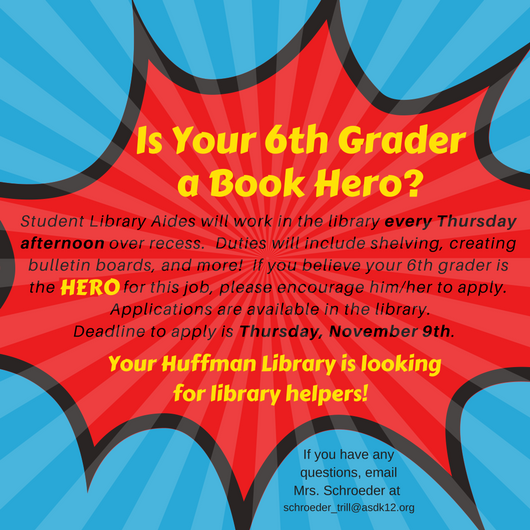 Is Your 6th Grader
a Book Hero?
Student Library Aides will work in the library every Thursday
afternoon over recess. Duties will include shelving, creating
bulletin boards, and more! If you believe your 6th grader is
the HERO for this job, please encourage him/her to apply.
Applications are available in the library.
Deadline to apply is Thursday, November 9th.
Your Huffman Library is looking
for library helpers!
If you have any
questions, email
Mrs. Schroeder at
schroeder_trill@asdk12.org